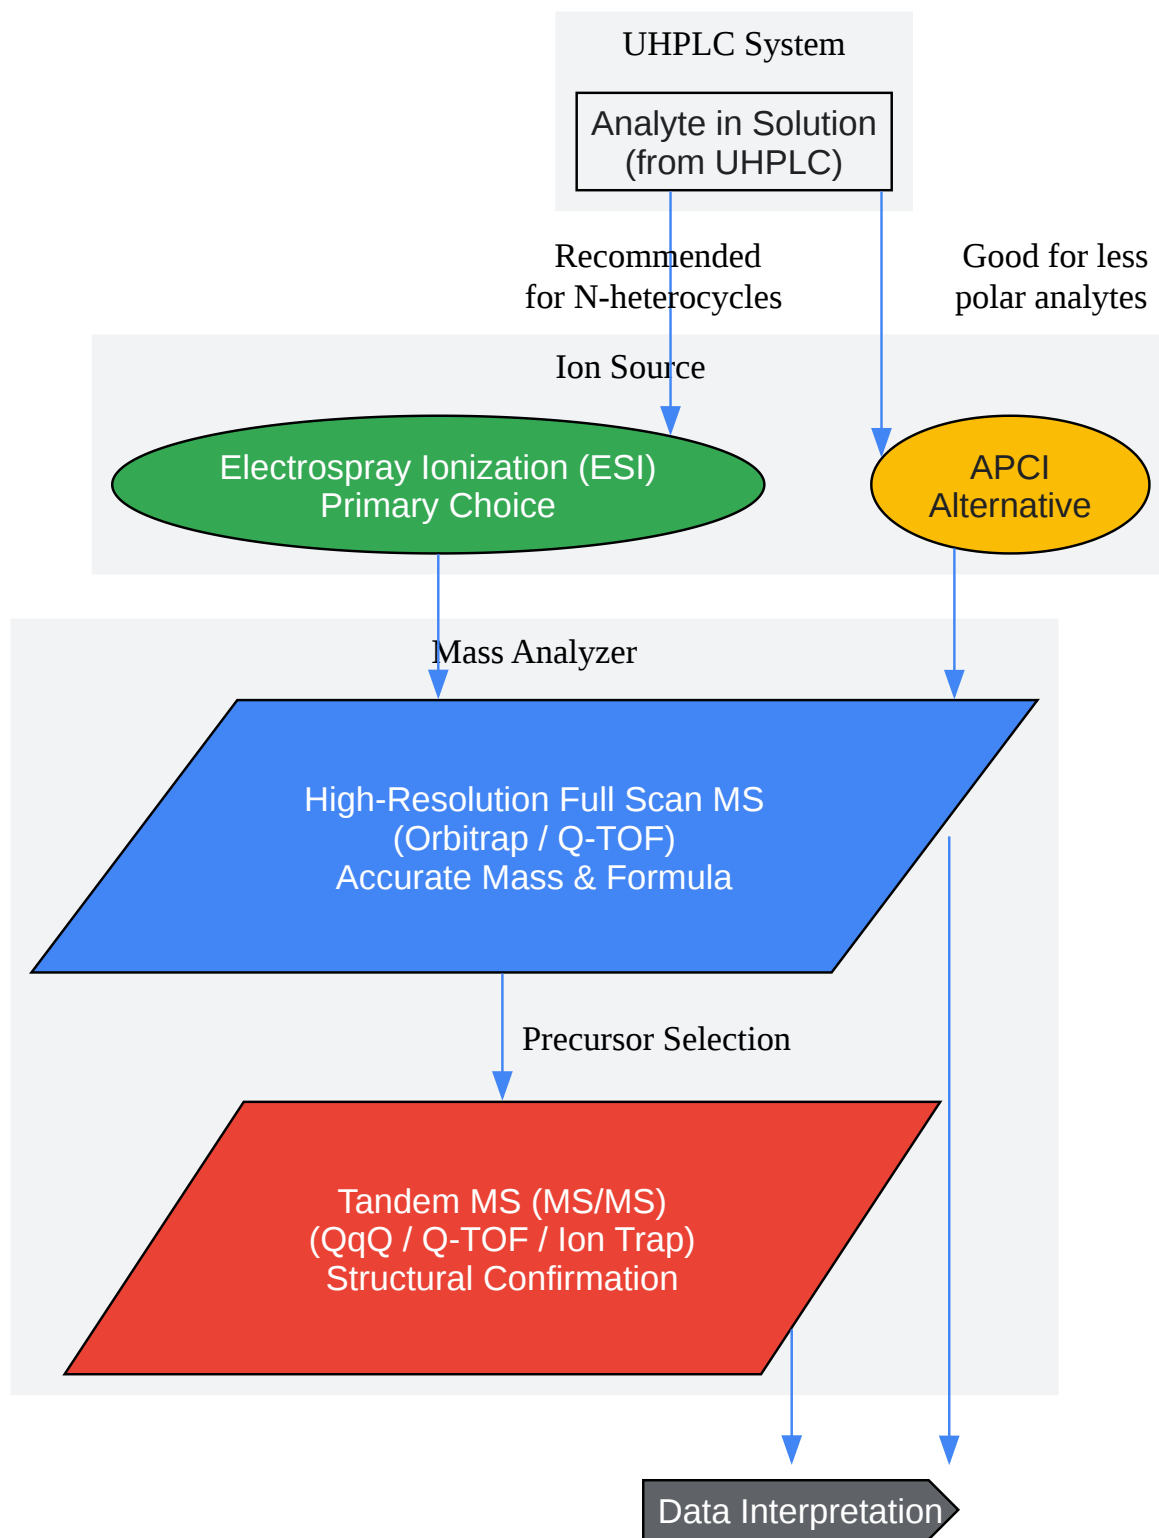 UHPLC System
Analyte in Solution
(from UHPLC)
Recommended
for N-heterocycles
Good for less
polar analytes
Ion Source
Electrospray Ionization (ESI)
Primary Choice
APCI
Alternative
Mass Analyzer
High-Resolution Full Scan MS
(Orbitrap / Q-TOF)
Accurate Mass & Formula
Precursor Selection
Tandem MS (MS/MS)
(QqQ / Q-TOF / Ion Trap)
Structural Confirmation
Data Interpretation